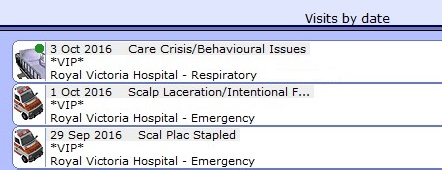 Visits by date
3 Oct 2016 Care Crisis/Behavioural Issues
*VIP*
Royal Victoria Hospital - Respiratory
1 Oct 2016 Scalp Laceration/Intentional F...
*VIP*
Royal Victoria Hospital - Emergency
29 Sep 2016 Scal Plac Stapled
*VIP*
Royal Victoria Hospital - Emergency